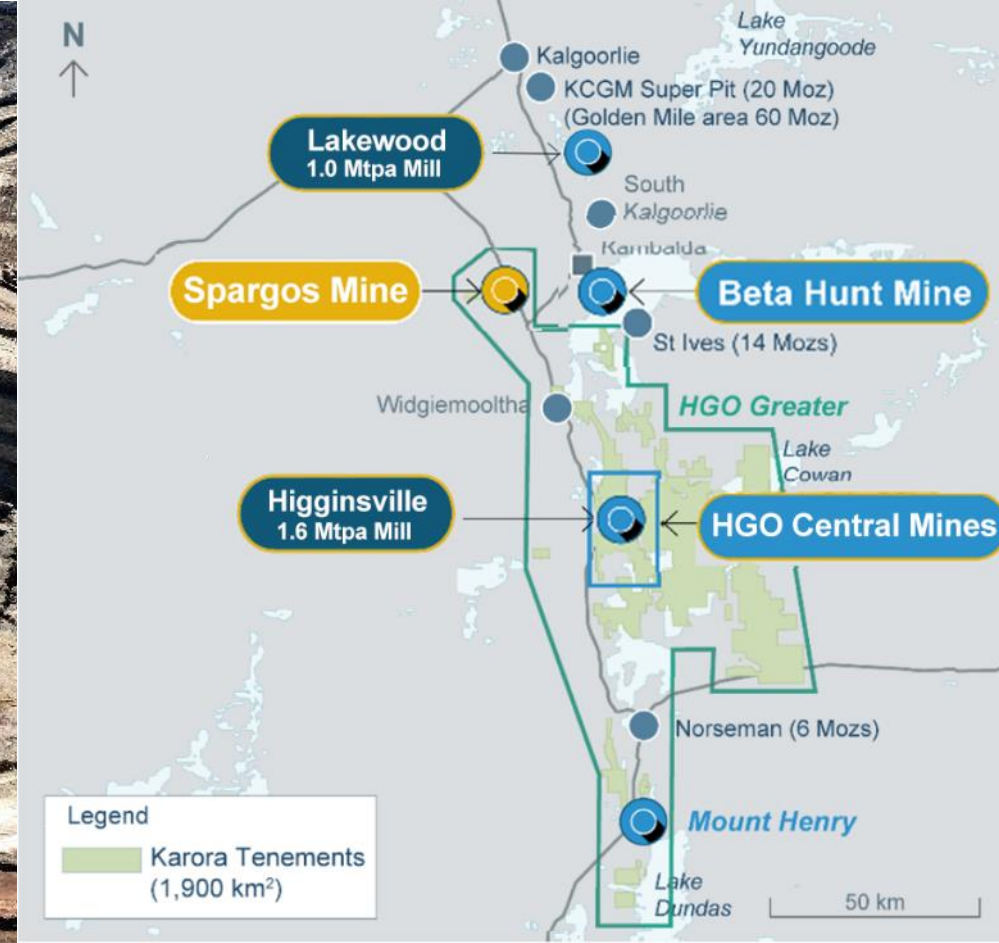 N
Lake
Yundangoode
Kalgoorlie
KCGM Super Pit (20 Moz)
(Golden Mile area 60 Moz)
Lakewood
1.0 Mtpa Mill
South
Kalgoorlie
Kambalda
Spargos Mine
Beta Hunt Mine
St Ives (14 Mozs)
Widgiemooltha
HGO Greater
Lake
Cowan
Higginsville
1.6 Mtpa Mill
HGO Central Mines
Norseman (6 Mozs)
Mount Henry
Legend
Karora Tenements
(1,900 km²)
Lake
Dundas
50 km